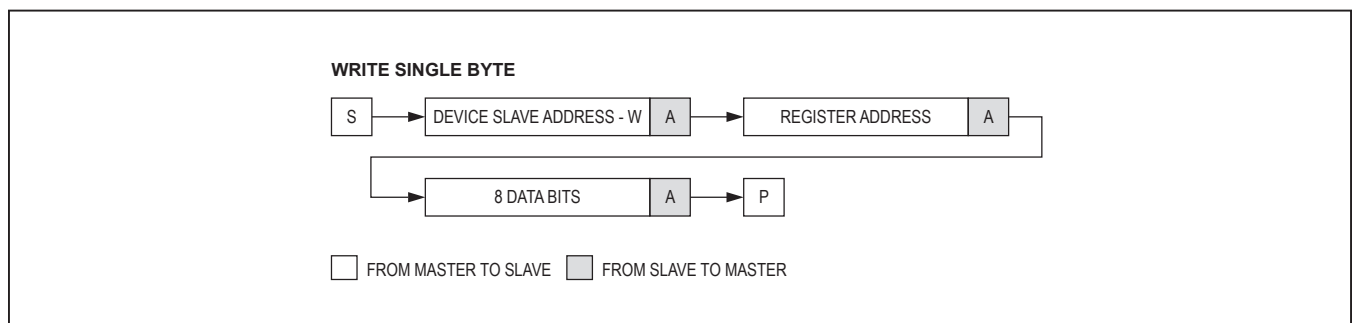 WRITE SINGLE BYTE
S DEVICE SLAVE ADDRESS - W A REGISTER ADDRESS A
8 DATA BITS A P
FROM MASTER TO SLAVE FROM SLAVE TO MASTER